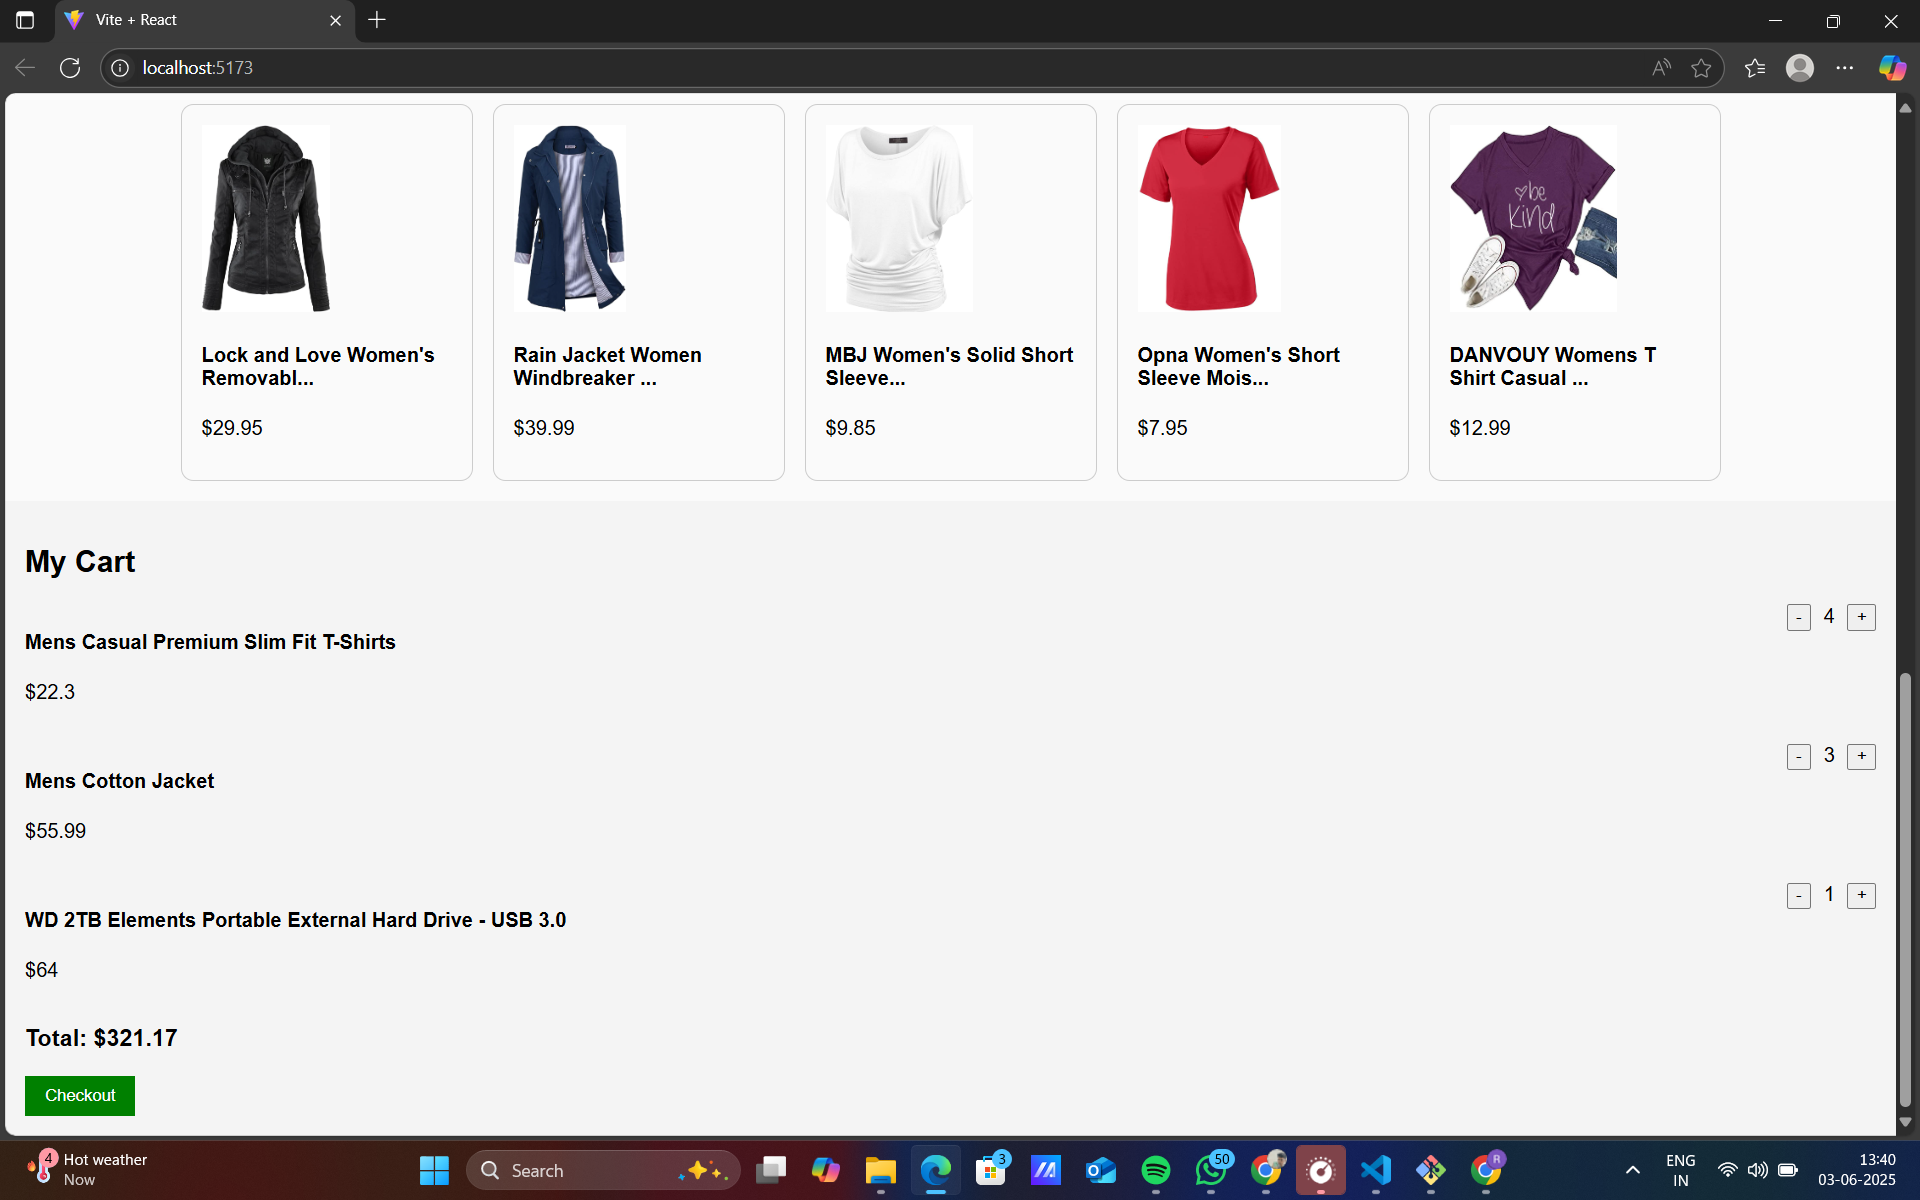 Vite + React
localhost:5173
be
kind
Lock and Love Women's
Removabl...
$29.95
Rain Jacket Women
Windbreaker ...
$39.99
MBJ Women's Solid Short
Sleeve...
$9.85
Opna Women's Short
Sleeve Mois...
$7.95
DANVOUY Womens T
Shirt Casual ...
$12.99
My Cart
Mens Casual Premium Slim Fit T-Shirts
- 4 +
$22.3
Mens Cotton Jacket
- 3 +
$55.99
WD 2TB Elements Portable External Hard Drive - USB 3.0
- 1 +
$64
Total: $321.17
Checkout
4
Hot weather
Now
Search
3
50
R
ENG
IN
13:40
03-06-2025